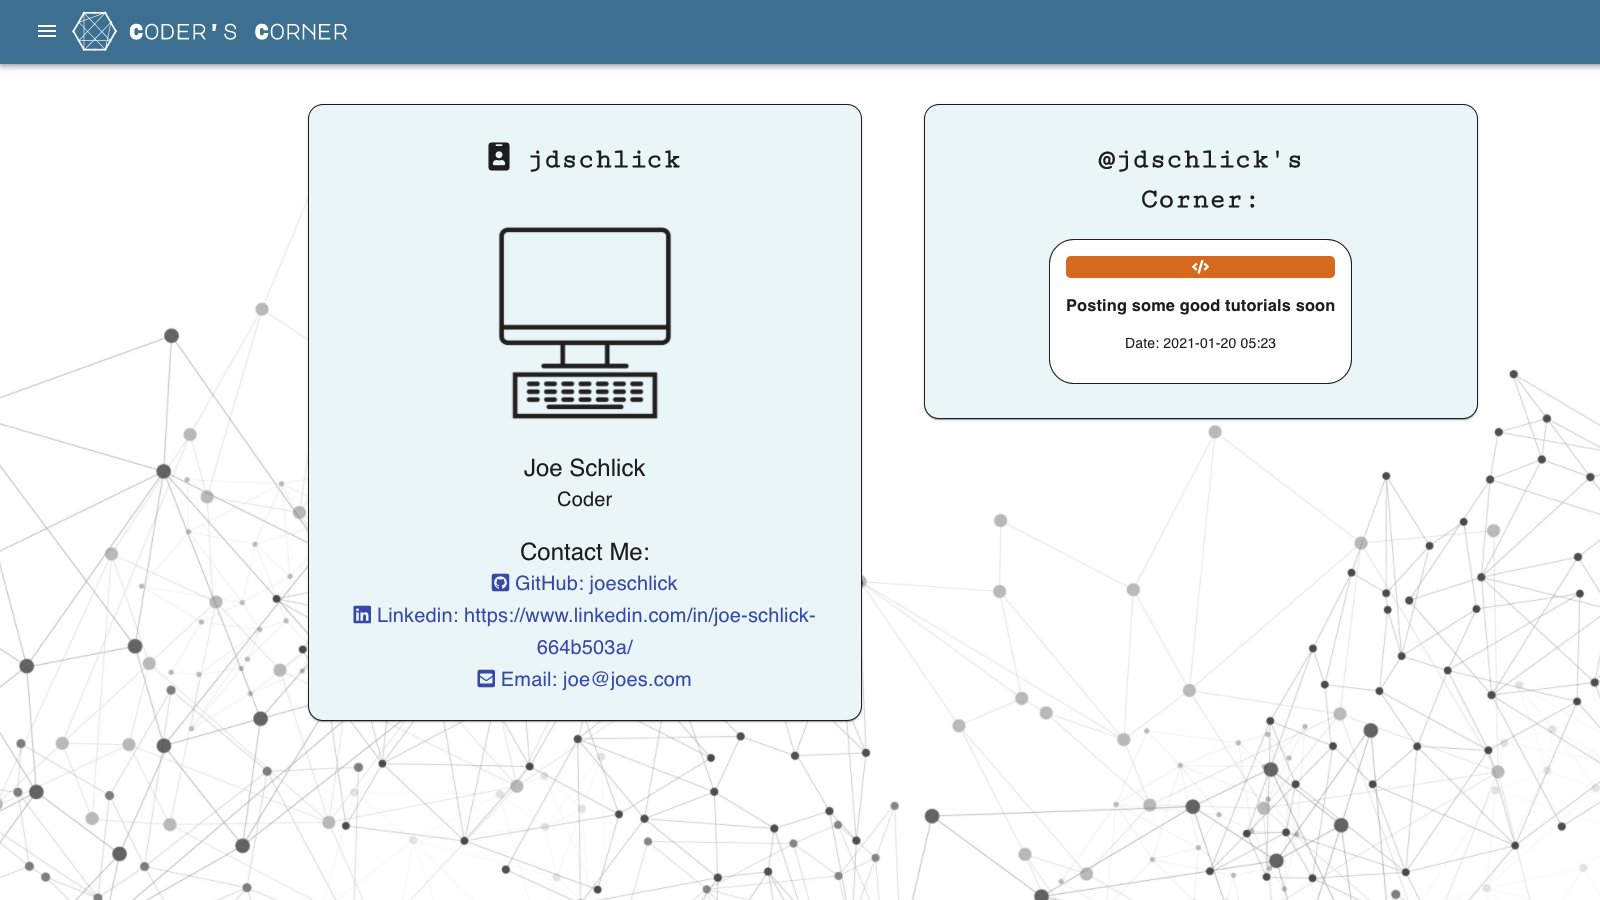 Coder's Corner
jdschlick
Joe Schlick
Coder
Contact Me:
GitHub: joeschlick
Linkedin: https://www.linkedin.com/in/joe-schlick-
664b503a/
Email: joe@joes.com
@jdschlick's
Corner:
</>
Posting some good tutorials soon
Date: 2021-01-20 05:23